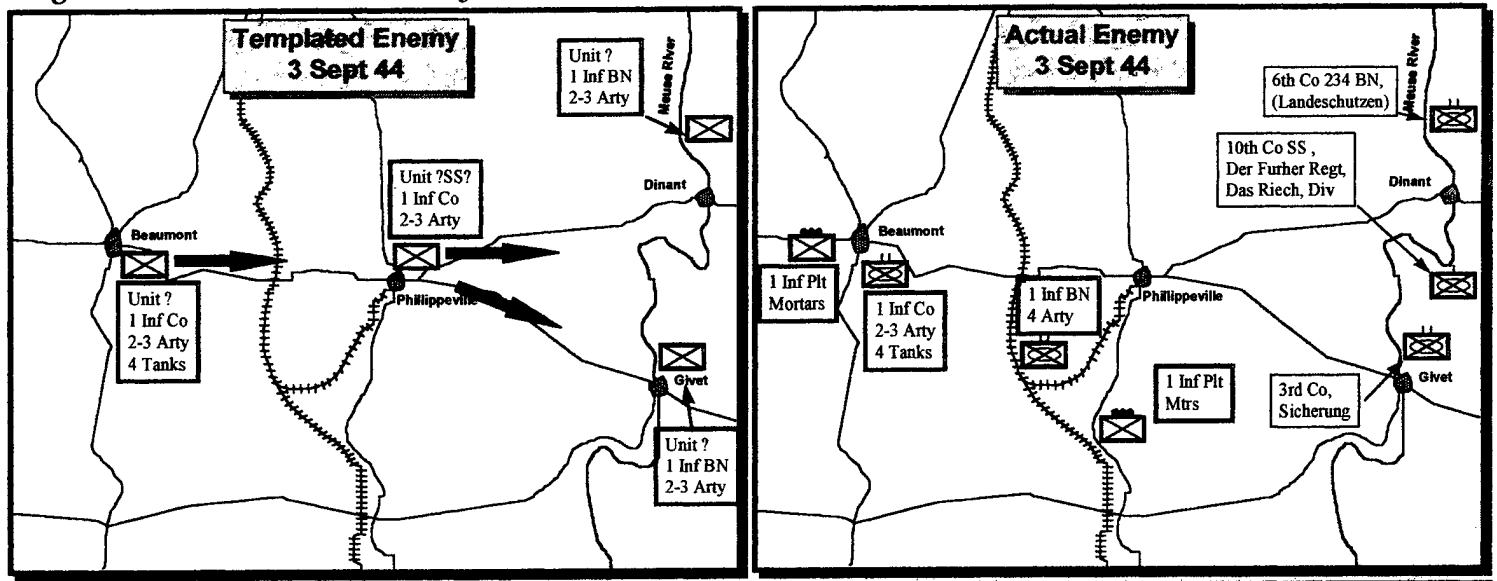 Templated Enemy
3 Sept 44
Unit ?
1 Inf BN
2-3 Arty
Meuse River
Unit ?SS?
1 Inf Co
2-3 Arty
Dinant
Beaumont
Phillippeville
Unit ?
1 Inf Co
2-3 Arty
4 Tanks
Givet
Unit ?
1 Inf BN
2-3 Arty
Actual Enemy
3 Sept 44
6th Co 234 BN,
(Landeschutzen)
Meuse River
10th Co SS ,
Der Furher Regt,
Das Riech, Div
Dinant
Beaumont
1 Inf Plt
Mortars
1 Inf Co
2-3 Arty
4 Tanks
1 Inf BN
4 Arty
Phillippeville
1 Inf Plt
Mtrs
3rd Co,
Sicherung
Givet